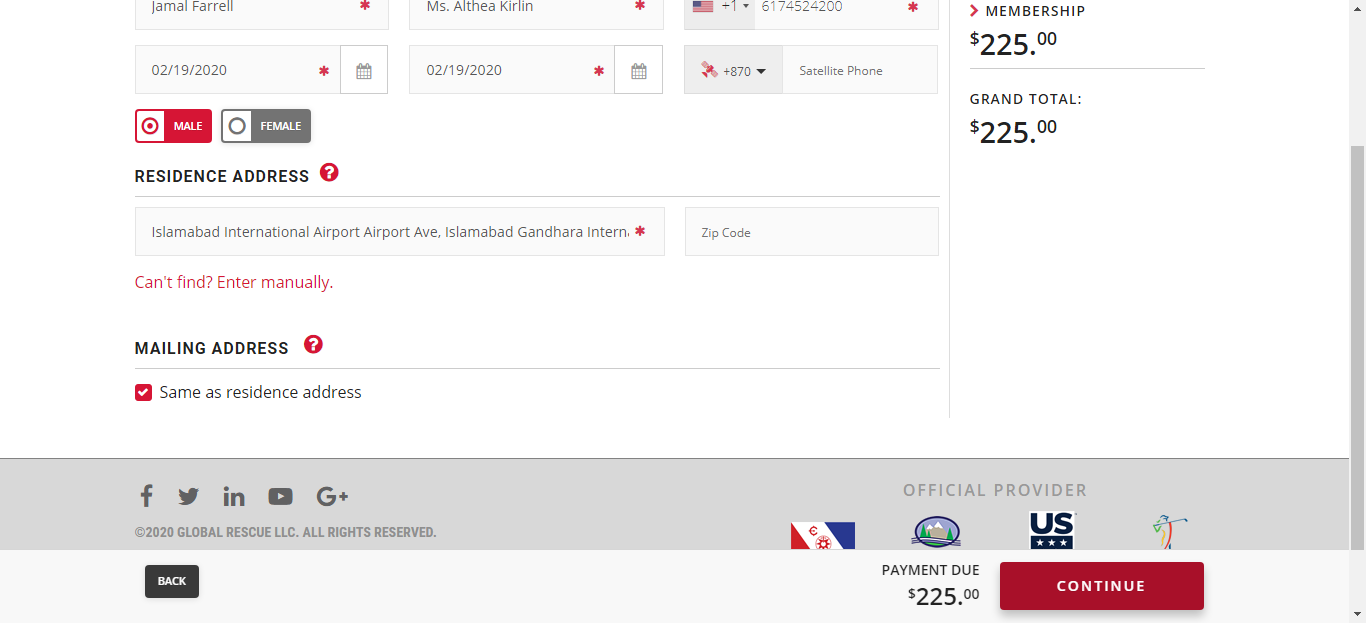 Jamal Farrell * Ms. Althea Kirlin * +1 6174524200 *
MEMBERSHIP
$225.00
02/19/2020 * 02/19/2020 * +870 Satellite Phone
GRAND TOTAL:
$225.00
MALE FEMALE
RESIDENCE ADDRESS ?
Islamabad International Airport Airport Ave, Islamabad Gandhara Intern * Zip Code
Can't find? Enter manually.
MAILING ADDRESS ?
Same as residence address
OFFICIAL PROVIDER
©2020 GLOBAL RESCUE LLC. ALL RIGHTS RESERVED.
US
BACK
PAYMENT DUE
$225.00
CONTINUE